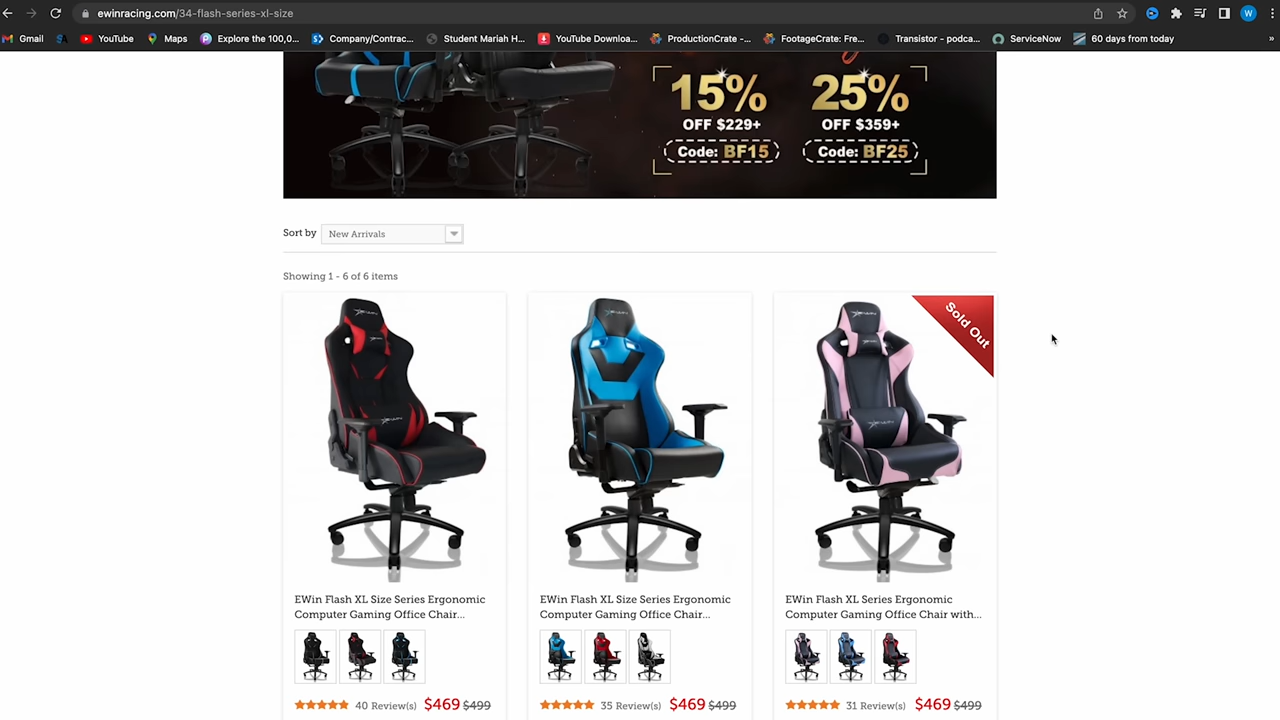 ewinracing.com/34-flash-series-xl-size
W
Gmail
YouTube
Maps
Explore the 100,0...
Company/Contrac...
Student Mariah H...
YouTube Downloa...
ProductionCrate -...
FootageCrate: Fre...
Transistor - podca...
ServiceNow
60 days from today
»
15% 25%
OFF $229+ OFF $359+
Code: BF15 Code: BF25
Sort by New Arrivals
Showing 1 - 6 of 6 items
Sold Out
EWin Flash XL Size Series Ergonomic
Computer Gaming Office Chair...
40 Review(s) $469 $499
EWin Flash XL Size Series Ergonomic
Computer Gaming Office Chair...
35 Review(s) $469 $499
EWin Flash XL Series Ergonomic
Computer Gaming Office Chair with...
31 Review(s) $469 $499